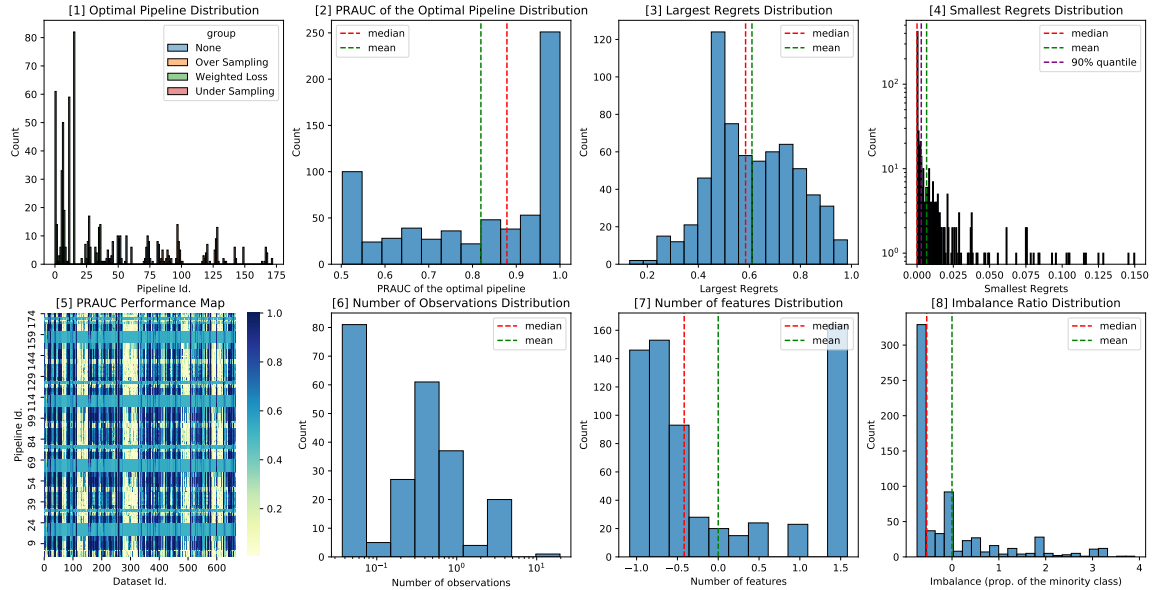 [1] Optimal Pipeline Distribution
group
None
Over Sampling
Weighted Loss
Under Sampling
Count
0 10 20 30 40 50 60 70 80
0 25 50 75 100 125 150 175
Pipeline Id.
[2] PRAUC of the Optimal Pipeline Distribution
median
mean
Count
0 50 100 150 200 250
0.5 0.6 0.7 0.8 0.9 1.0
PRAUC of the optimal pipeline
[3] Largest Regrets Distribution
median
mean
Count
0 20 40 60 80 100 120
0.2 0.4 0.6 0.8 1.0
Largest Regrets
[4] Smallest Regrets Distribution
median
mean
90% quantile
Count
10^0 10^1 10^2
0.000 0.025 0.050 0.075 0.100 0.125 0.150
Smallest Regrets
[5] PRAUC Performance Map
Pipeline Id.
9 24 39 54 69 84 99 114 129 144 159 174
0 100 200 300 400 500 600
Dataset Id.
0.2 0.4 0.6 0.8 1.0
[6] Number of Observations Distribution
median
mean
Count
0 10 20 30 40 50 60 70 80
10^-1 10^0 10^1
Number of observations
[7] Number of features Distribution
median
mean
Count
0 20 40 60 80 100 120 140 160
−1.0 −0.5 0.0 0.5 1.0 1.5
Number of features
[8] Imbalance Ratio Distribution
median
mean
Count
0 50 100 150 200 250 300
0 1 2 3 4
Imbalance (prop. of the minority class)